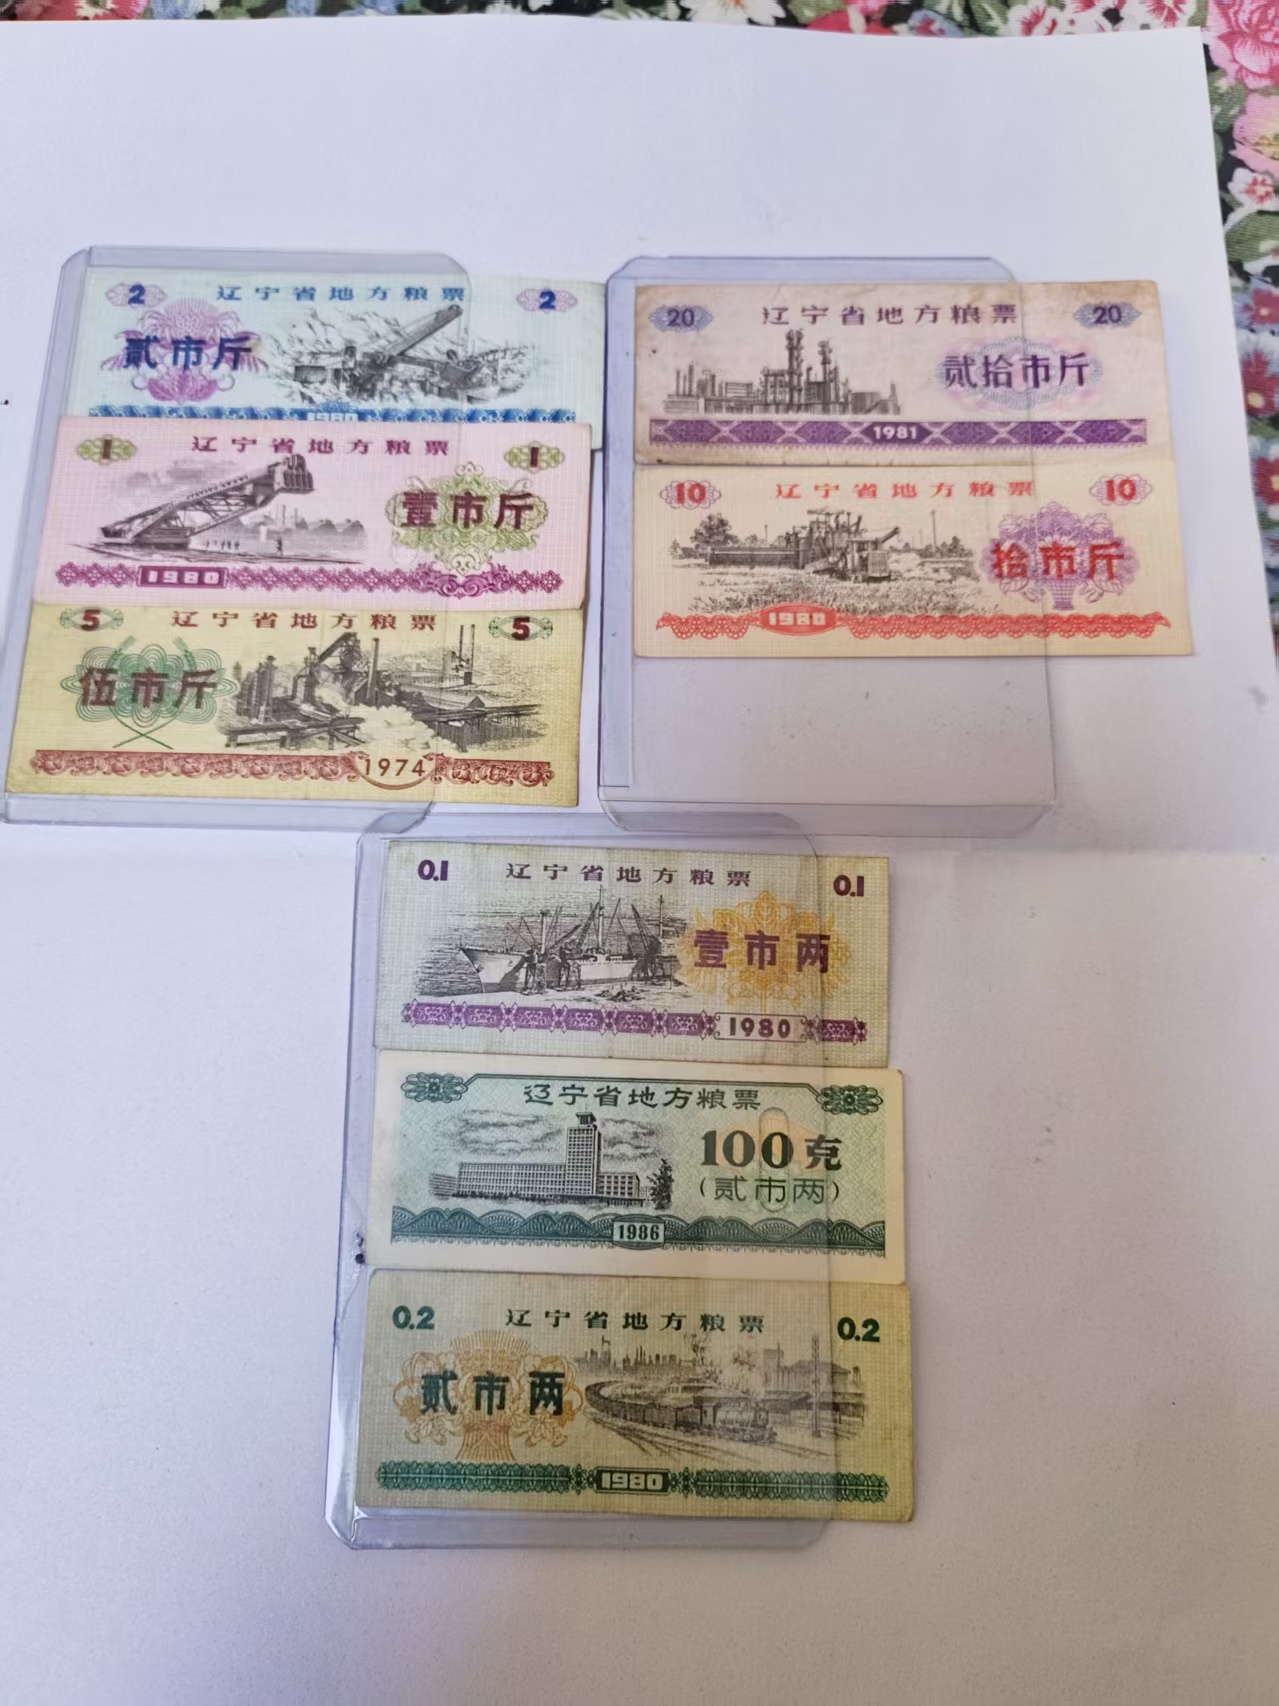 2 辽宁省地方粮票 2
贰市斤
1980
1 辽宁省地方粮票 1
壹市斤
1980
5 辽宁省地方粮票 5
伍市斤
1974
20 辽宁省地方粮票 20
贰拾市斤
1981
10 辽宁省地方粮票 10
拾市斤
1980
0.1 辽宁省地方粮票 0.1
壹市两
1980
辽宁省地方粮票
100克
(贰市两)
1986
0.2 辽宁省地方粮票 0.2
贰市两
1980